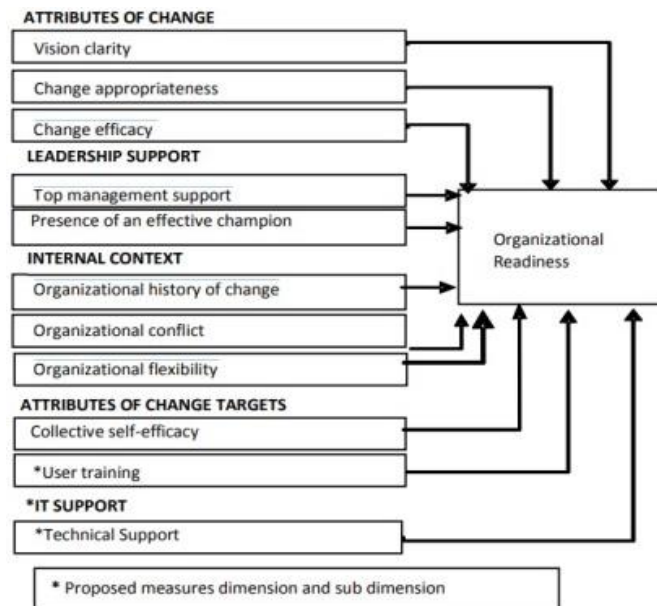 ATTRIBUTES OF CHANGE
Vision clarity
Change appropriateness
Change efficacy
LEADERSHIP SUPPORT
Top management support
Presence of an effective champion
INTERNAL CONTEXT
Organizational history of change
Organizational conflict
Organizational flexibility
ATTRIBUTES OF CHANGE TARGETS
Collective self-efficacy
*User training
*IT SUPPORT
*Technical Support
Organizational
Readiness
* Proposed measures dimension and sub dimension